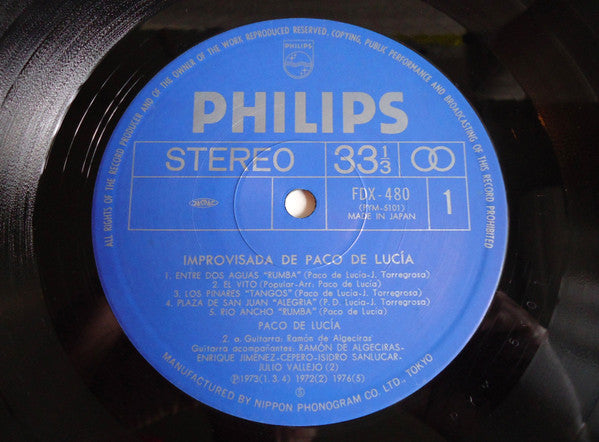 ALL RIGHTS OF THE RECORD PRODUCER AND OF THE OWNER OF THE WORK REPRODUCED RESERVED, COPYING, PUBLIC PERFORMANCE AND BROADCASTING OF THIS RECORD PROHIBITED
PHILIPS
PHILIPS
STEREO 33 1/3
JASRAC FDX-480 1
(PYM-5101)
MADE IN JAPAN
IMPROVISADA DE PACO DE LUCÍA
1. ENTRE DOS AGUAS "RUMBA" (Paco de Lucía-J. Torregrosa)
2. EL VITO (Popular-Arr. Paco de Lucía)
3. LOS PINARES "TANGOS" (Paco de Lucía-J. Torregrosa)
4. PLAZA DE SAN JUAN "ALEGRIA" (P. D. Lucía-J. Torregrosa)
5. RIO ANCHO "RUMBA" (Paco de Lucía)
PACO DE LUCÍA
2. a. Guitarra: Ramón de Algeciras
Guitarra acompañantes: RAMÓN DE ALGECIRAS-
ENRIQUE JIMÉNEZ-CEPERO-ISIDRO SANLUCAR-
JULIO VALLEJO (2)
Ⓟ1973(1.3.4) 1972(2) 1976(5)
Ⓢ
MANUFACTURED BY NIPPON PHONOGRAM CO. LTD., TOKYO